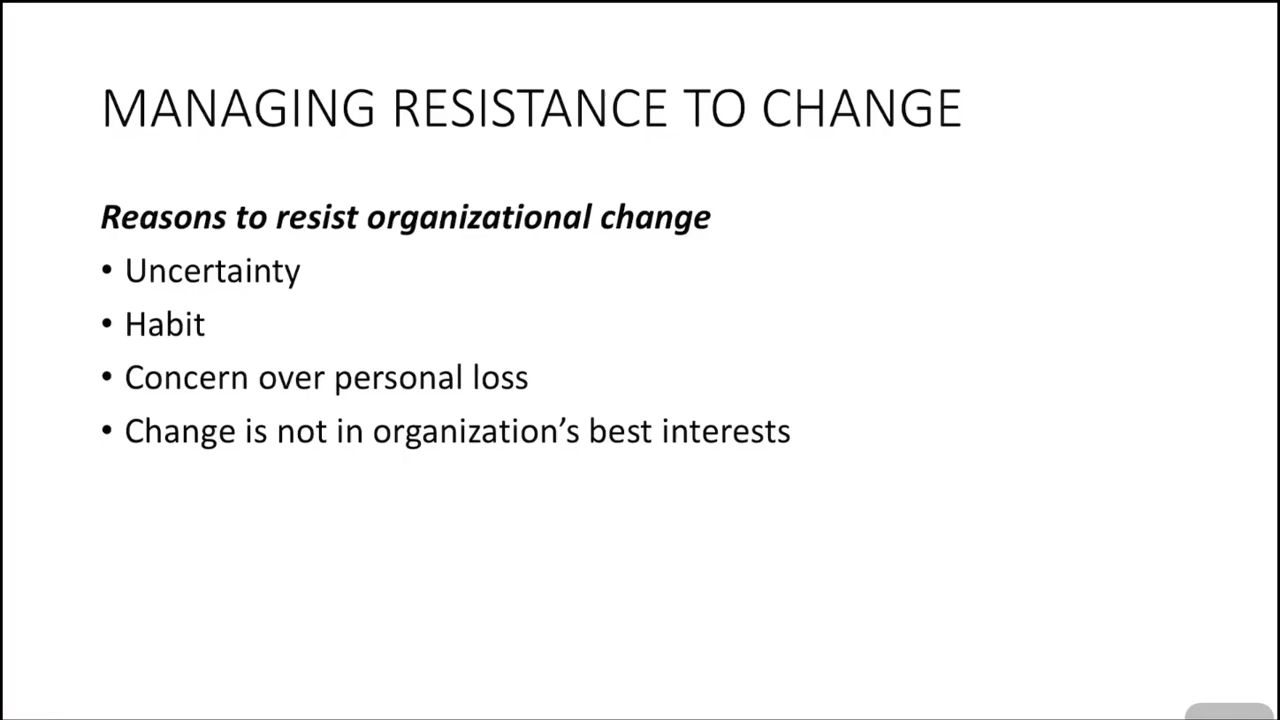 MANAGING RESISTANCE TO CHANGE
Reasons to resist organizational change
• Uncertainty
• Habit
• Concern over personal loss
• Change is not in organization’s best interests